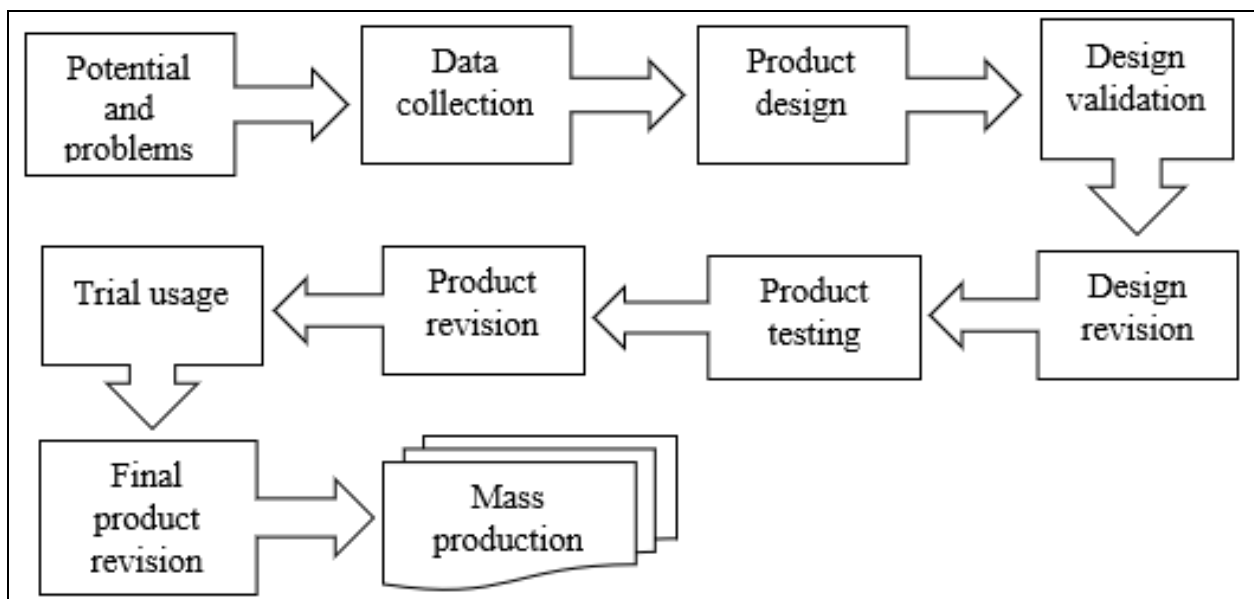 Potential
and
problems
Data
collection
Product
design
Design
validation
Design
revision
Product
testing
Product
revision
Trial usage
Final
product
revision
Mass
production